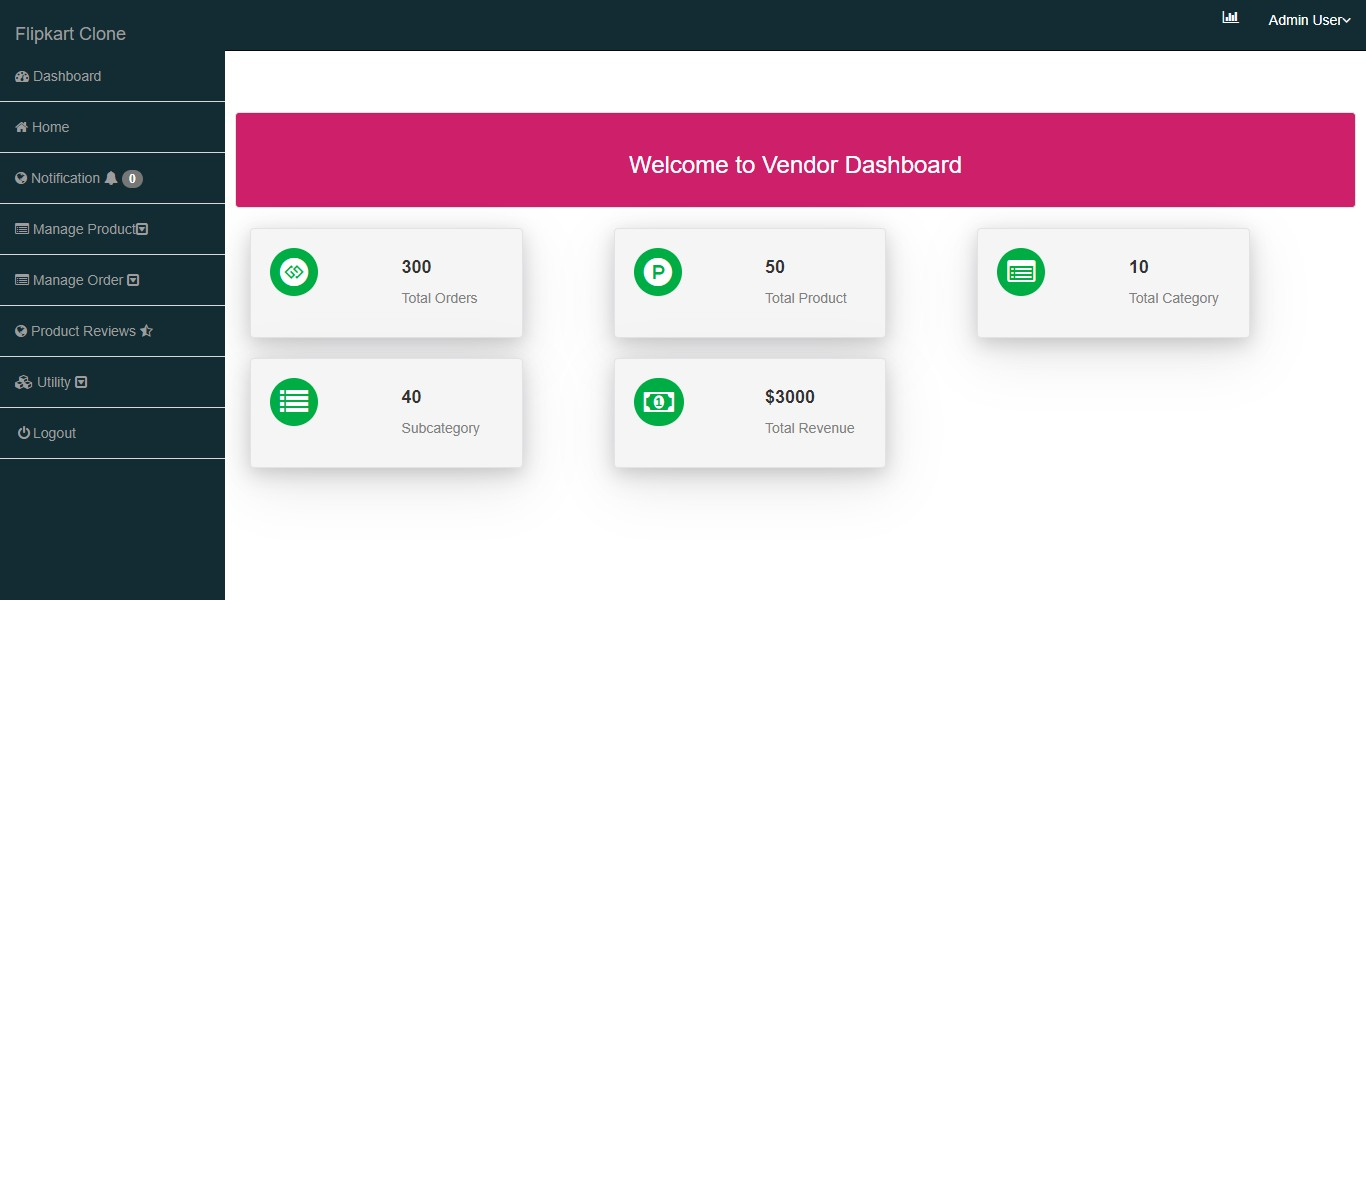 Flipkart Clone
Admin User
Dashboard
Home
Notification 0
Manage Product
Manage Order
Product Reviews
Utility
Logout
Welcome to Vendor Dashboard
300
Total Orders
P
50
Total Product
10
Total Category
40
Subcategory
1
$3000
Total Revenue